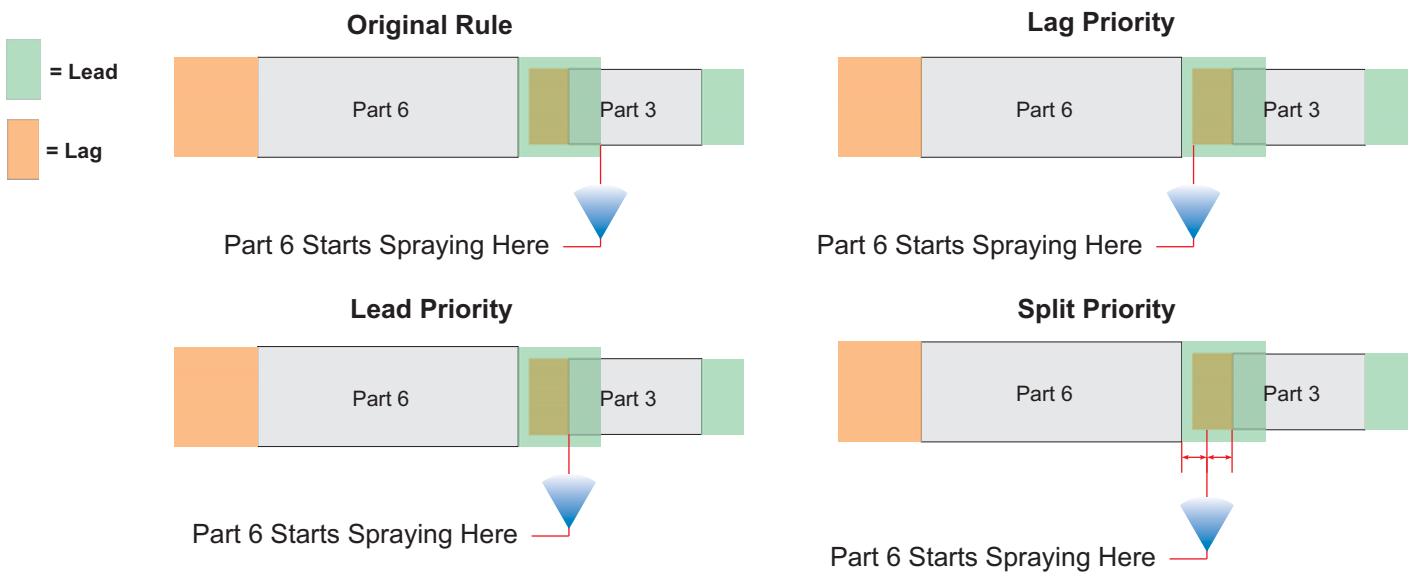 Original Rule
Lag Priority
= Lead
= Lag
Part 6
Part 3
Part 6
Part 3
Part 6 Starts Spraying Here
Part 6 Starts Spraying Here
Lead Priority
Split Priority
Part 6
Part 3
Part 6
Part 3
Part 6 Starts Spraying Here
Part 6 Starts Spraying Here